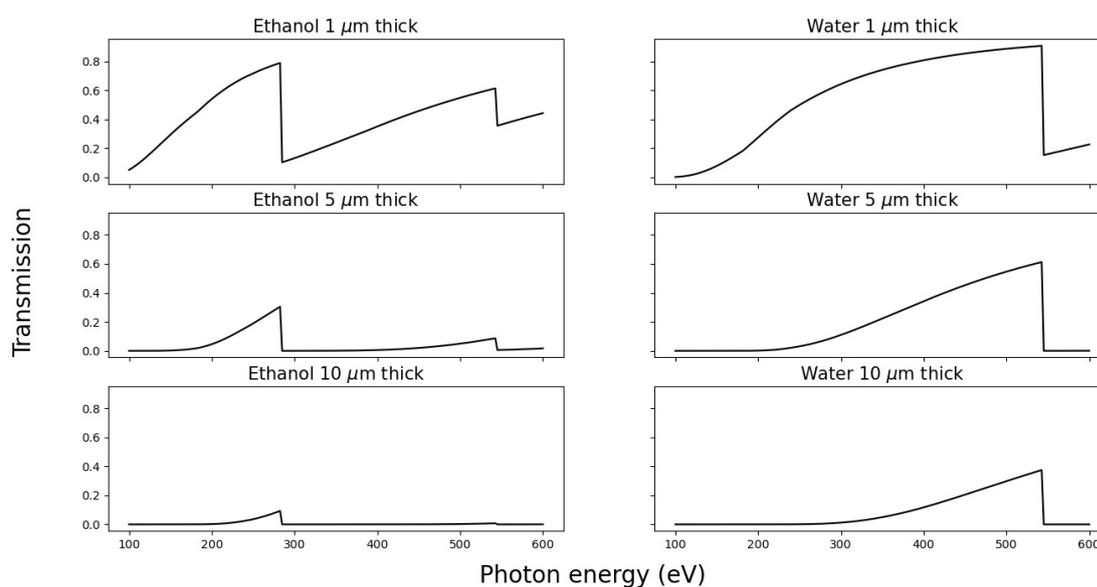 Ethanol 1 μm thick
Water 1 μm thick
0.8
0.6
0.4
0.2
0.0
Ethanol 5 μm thick
Water 5 μm thick
0.8
0.6
0.4
0.2
0.0
Ethanol 10 μm thick
Water 10 μm thick
0.8
0.6
0.4
0.2
0.0
100 200 300 400 500 600
100 200 300 400 500 600
Transmission
Photon energy (eV)